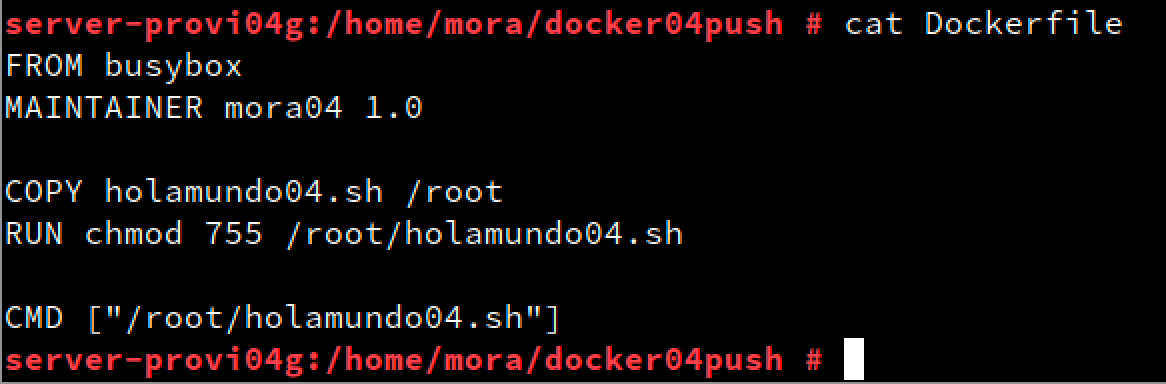 server-provi04g:/home/mora/docker04push # cat Dockerfile
FROM busybox
MAINTAINER mora04 1.0
COPY holamundo04.sh /root
RUN chmod 755 /root/holamundo04.sh
CMD ["/root/holamundo04.sh"]
server-provi04g:/home/mora/docker04push #